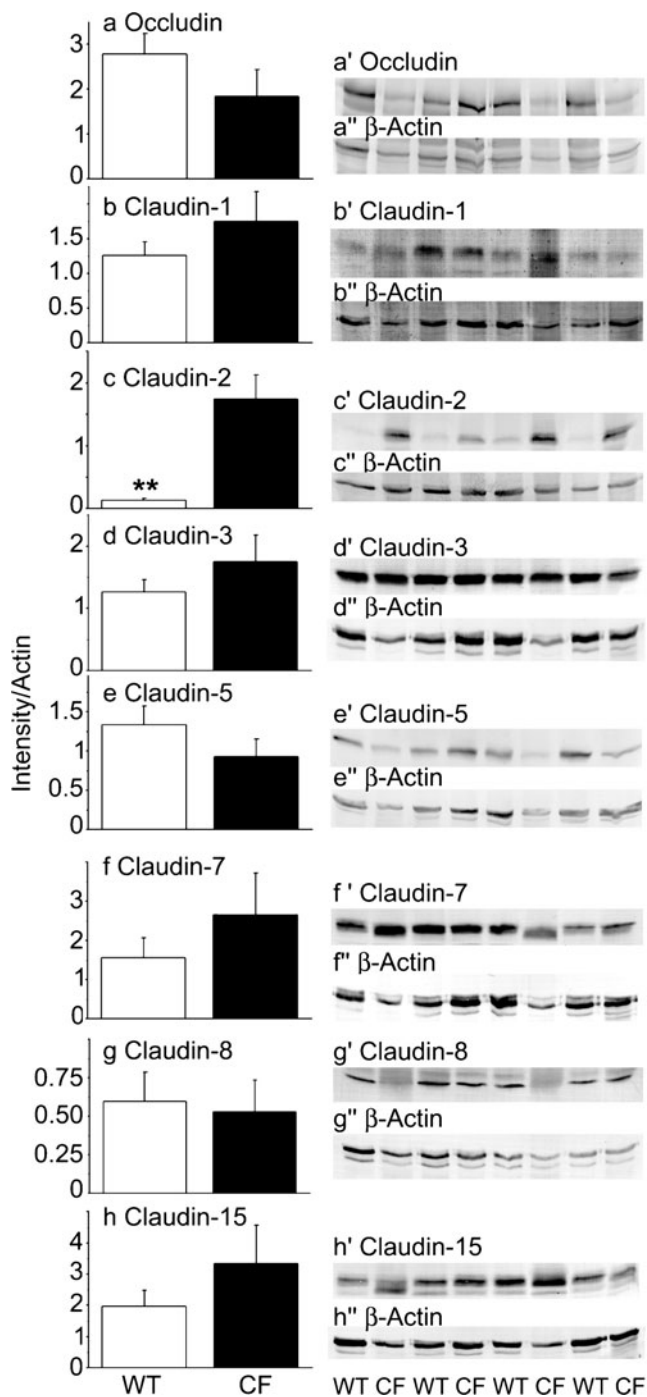 a Occludin
3
2
1
0
b Claudin-1
1.5
1.0
0.5
0
c Claudin-2
2
1
**
0
d Claudin-3
2
1
0
e Claudin-5
1.5
1
0.5
0
f Claudin-7
3
2
1
0
g Claudin-8
0.75
0.50
0.25
0
h Claudin-15
4
3
2
1
0
Intensity/Actin
WT CF
a' Occludin
a" β-Actin
b' Claudin-1
b" β-Actin
c' Claudin-2
c" β-Actin
d' Claudin-3
d" β-Actin
e' Claudin-5
e" β-Actin
f ' Claudin-7
f" β-Actin
g' Claudin-8
g" β-Actin
h' Claudin-15
h" β-Actin
WT CF WT CF WT CF WT CF